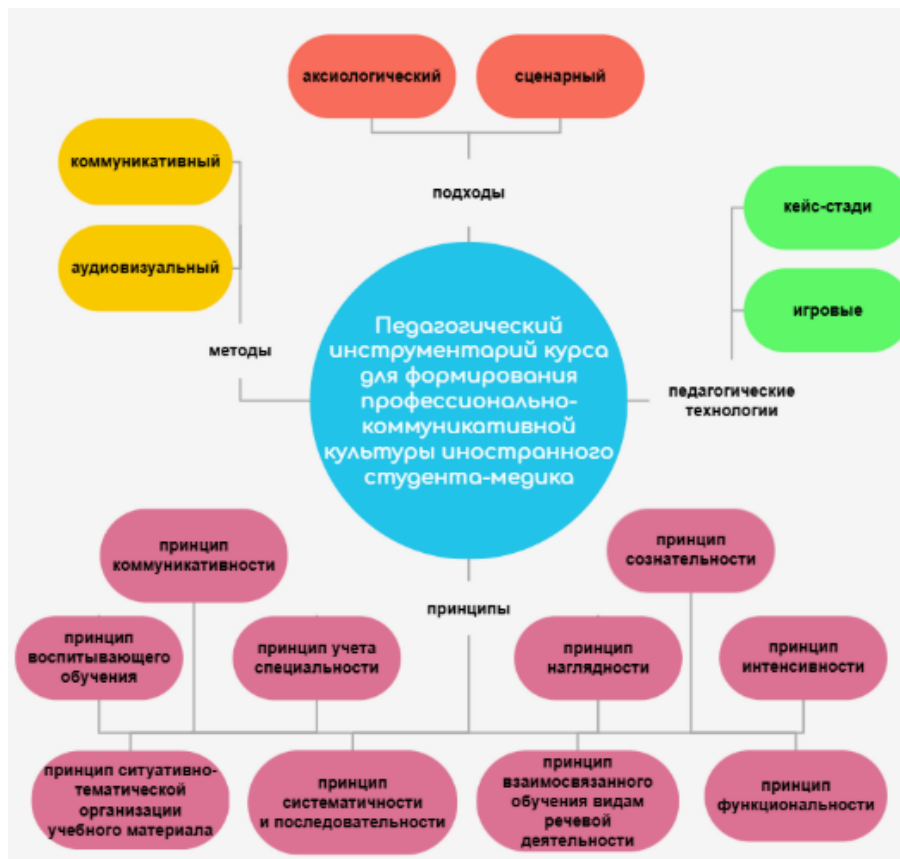 аксиологический
сценарный
коммуникативный
подходы
кейс-стади
аудиовизуальный
игровые
методы
Педагогический
инструментарий курса
для формирования
профессионально-
коммуникативной
культуры иностранного
студента-медика
педагогические
технологии
принцип
коммуникативности
принцип
сознательности
принципы
принцип
воспитывающего
обучения
принцип учета
специальности
принцип
наглядности
принцип
интенсивности
принцип ситуативно-
тематической
организации
учебного материала
принцип
систематичности
и последовательности
принцип
взаимосвязанного
обучения видам
речевой
деятельности
принцип
функциональности